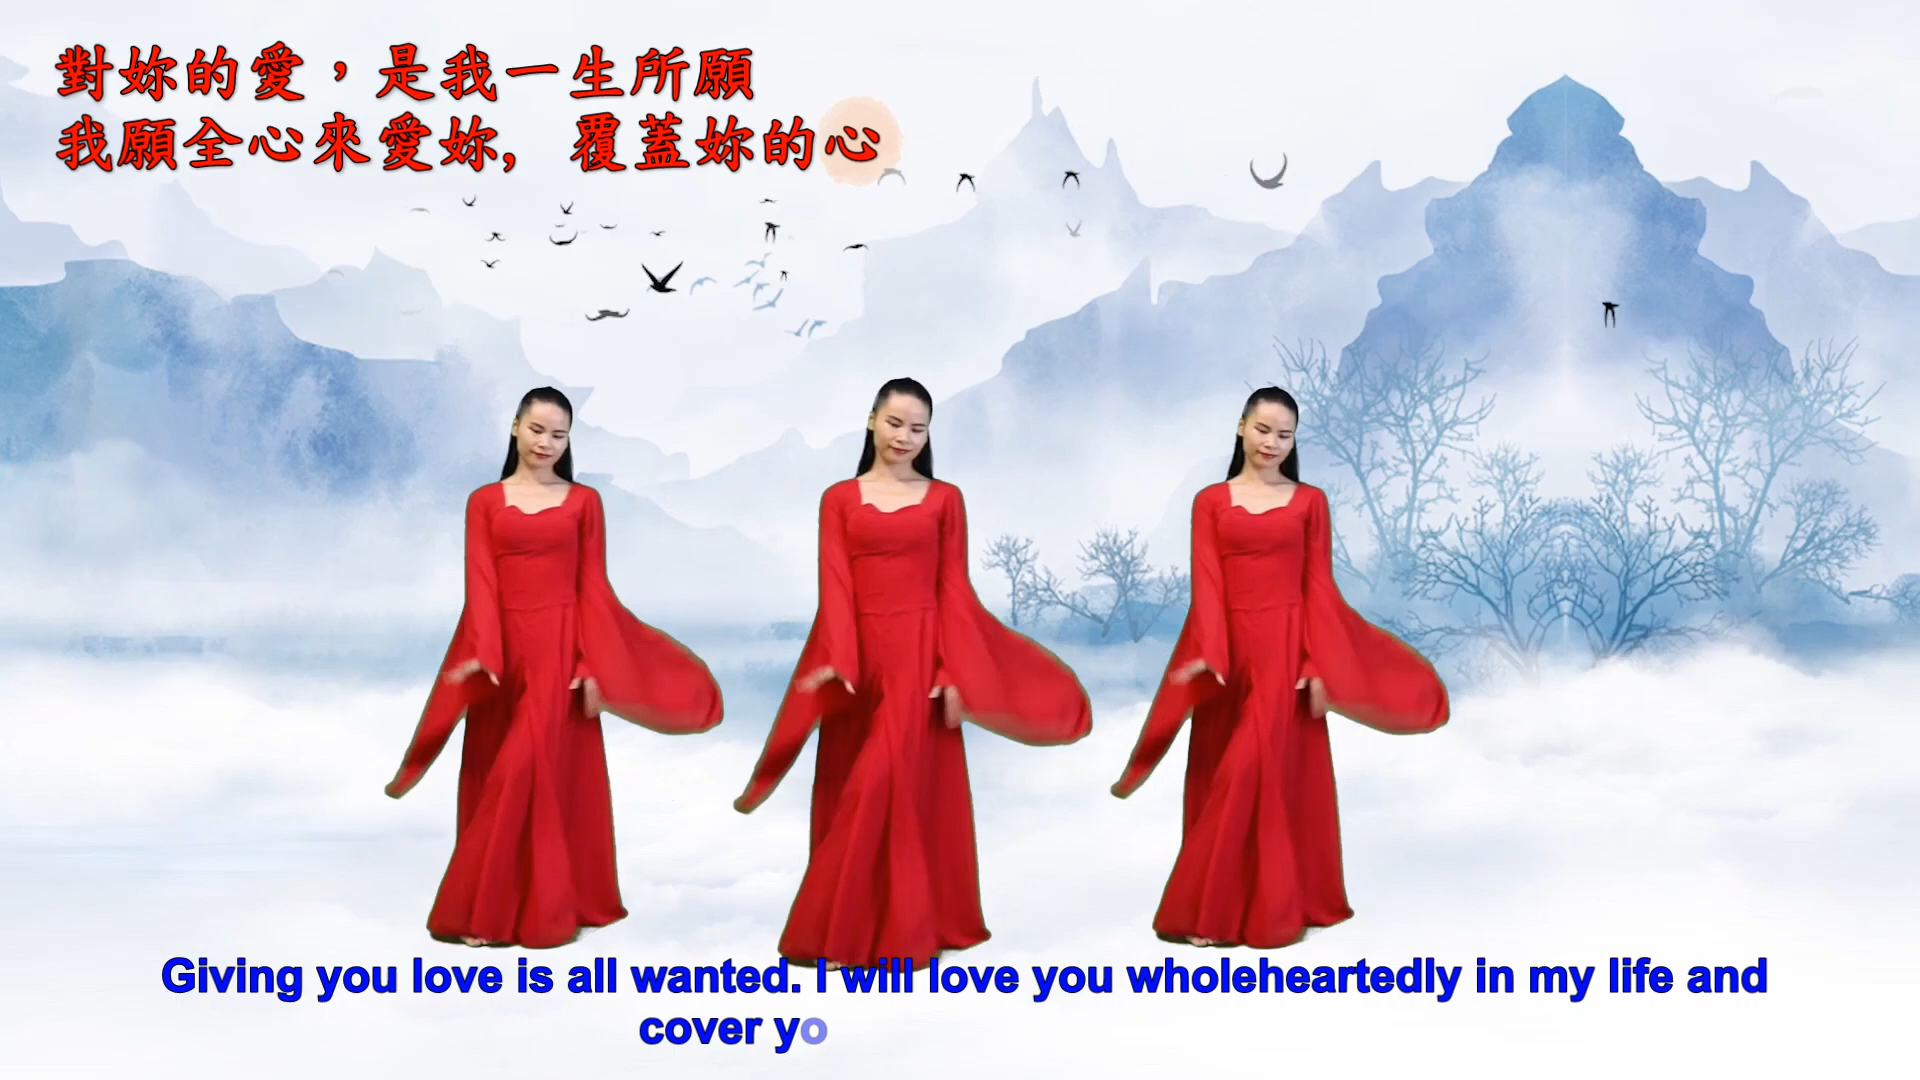 對妳的愛，是我一生所願
我願全心來愛妳, 覆蓋妳的心
Giving you love is all wanted. I will love you wholeheartedly in my life and
cover yo